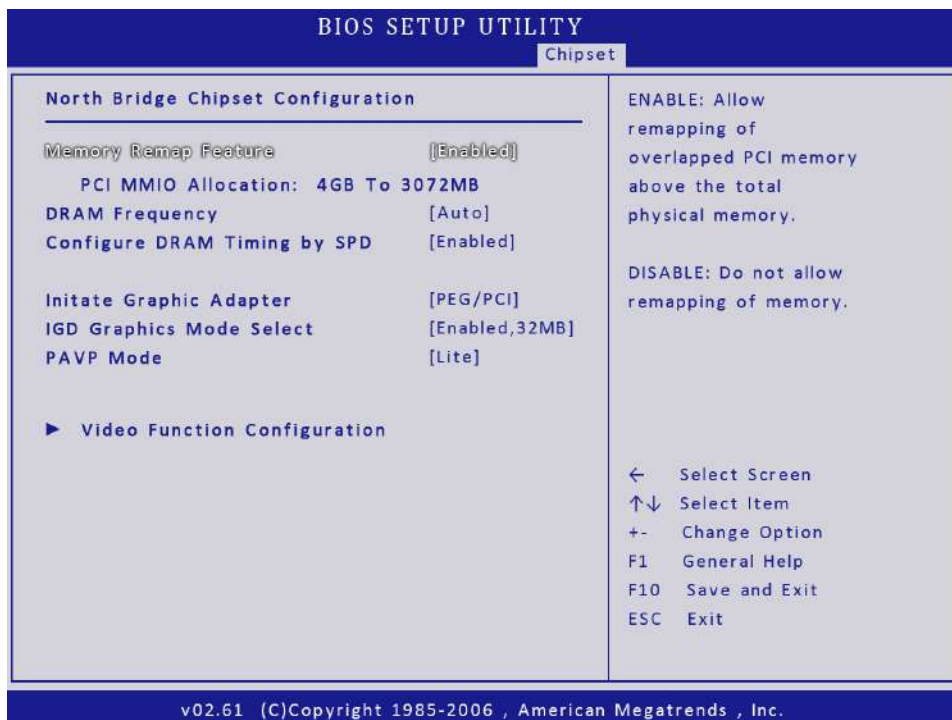 BIOS SETUP UTILITY
Chipset
North Bridge Chipset Configuration
Memory Remap Feature [Enabled]
PCI MMIO Allocation: 4GB To 3072MB
DRAM Frequency [Auto]
Configure DRAM Timing by SPD [Enabled]
Initate Graphic Adapter [PEG/PCI]
IGD Graphics Mode Select [Enabled,32MB]
PAVP Mode [Lite]
► Video Function Configuration
ENABLE: Allow
remapping of
overlapped PCI memory
above the total
physical memory.
DISABLE: Do not allow
remapping of memory.
← Select Screen
↑↓ Select Item
+- Change Option
F1 General Help
F10 Save and Exit
ESC Exit
v02.61 (C)Copyright 1985-2006 , American Megatrends , Inc.